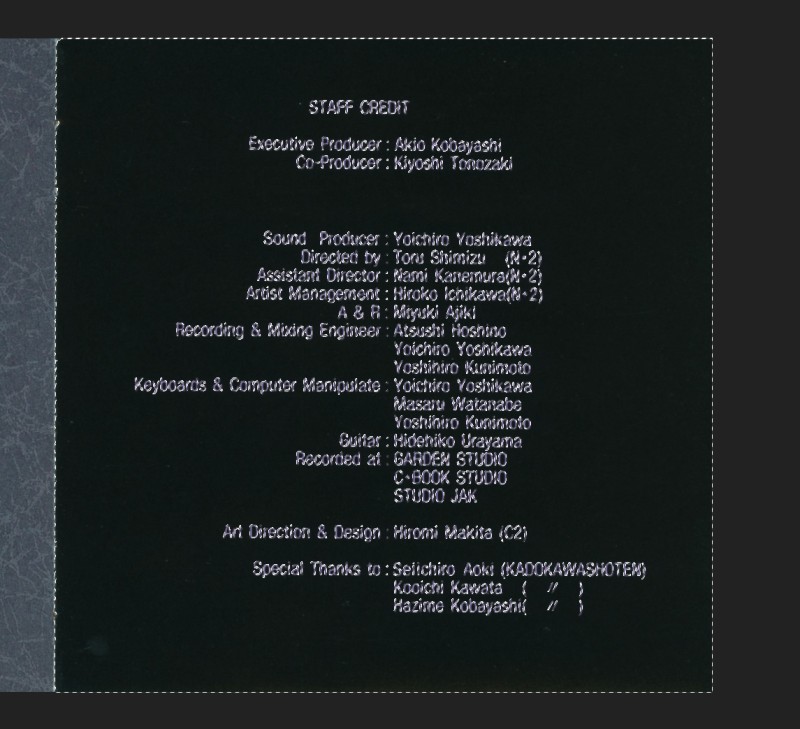 STAFF CREDIT
Executive Producer : Akio Kobayashi
Co-Producer : Kiyoshi Tonozaki
Sound Producer : Yoichiro Yoshikawa
Directed by : Toru Shimizu (N•2)
Assistant Director : Nami Kanemura(N•2)
Artist Management : Hiroko Ichikawa(N•2)
A & R : Miyuki Ajiki
Recording & Mixing Engineer : Atsushi Hoshino
Yoichiro Yoshikawa
Yoshihiro Kunimoto
Keyboards & Computer Manipulate : Yoichiro Yoshikawa
Masaru Watanabe
Yoshihiro Kunimoto
Guitar : Hidehiko Urayama
Recorded at : GARDEN STUDIO
C-BOOK STUDIO
STUDIO JAK
Art Direction & Design : Hiromi Makita (C2)
Special Thanks to : Seiichiro Aoki (KADOKAWASHOTEN)
Kooichi Kawata ( 〃 )
Hazime Kobayashi( 〃 )